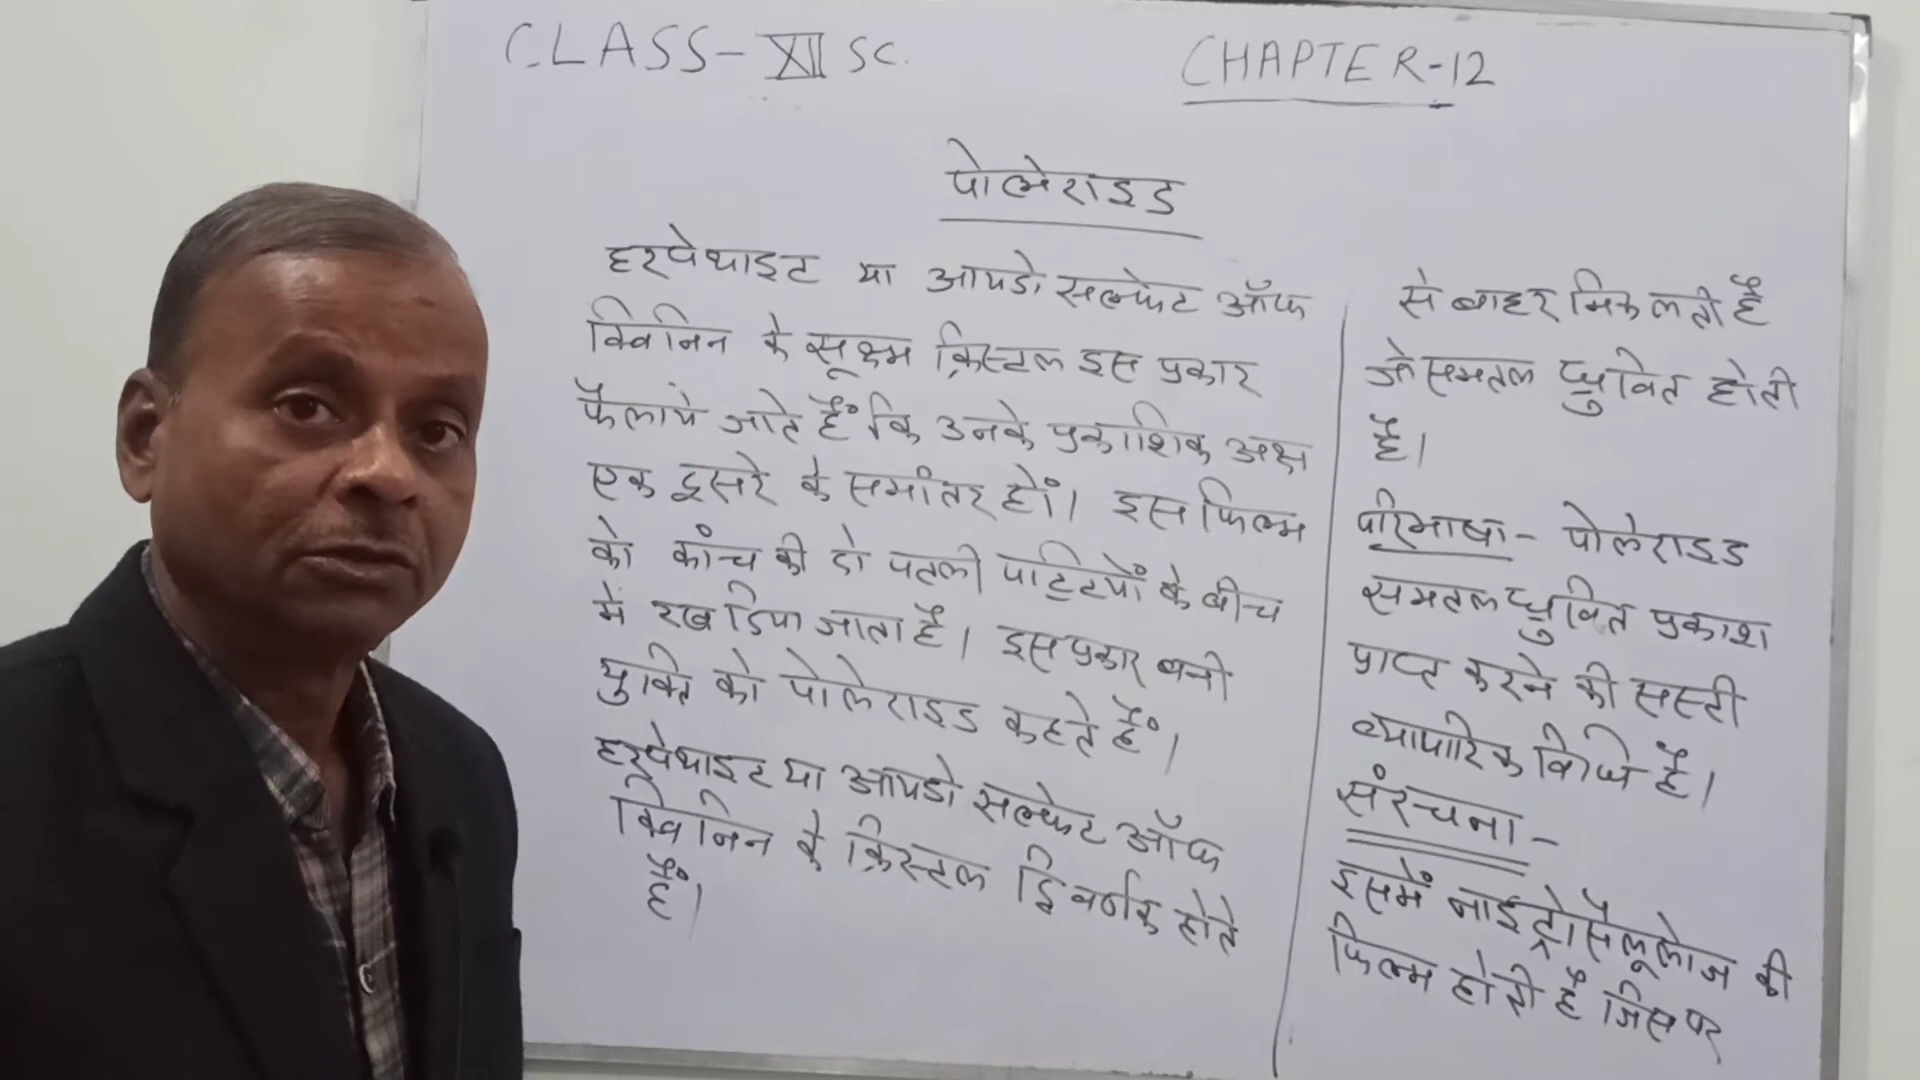 CLASS-XII SC.
CHAPTER-12
पोलेराइड
हरपेथाइट या आयडो सल्फेट ऑफ
क्विनिन के सूक्ष्म क्रिस्टल इस प्रकार
फैलाये जाते हैं कि उनके प्रकाशिक अक्ष
एक दूसरे के समांतर हों। इस फिल्म
को कांच की दो पतली पट्टियों के बीच
में रख दिया जाता है। इस प्रकार बनी
युक्ति को पोलेराइड कहते हैं।
हरपेथाइट या आयडो सल्फेट ऑफ
क्विनिन के क्रिस्टल द्विवर्णक होते
हैं।
से बाहर निकलती है
जो समतल ध्रुवित होती
है।
परिभाषा - पोलेराइड
समतल ध्रुवित प्रकाश
प्राप्त करने की सस्ती
व्यापारिक विधि है।
संरचना -
इसमें नाइट्रोसैलूलोज की
फिल्म होती है जिस पर